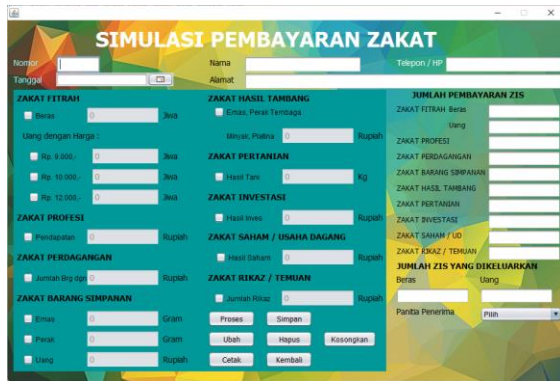 SIMULASI PEMBAYARAN ZAKAT
Nomor
Nama
Telepon / HP
Tanggal
Alamat
ZAKAT FITRAH
Beras 0 Jiwa
Uang dengan Harga :
Rp. 9.000,- 0 Jiwa
Rp. 10.000,- 0 Jiwa
Rp. 12.000,- 0 Jiwa
ZAKAT PROFESI
Pendapatan 0 Rupiah
ZAKAT PERDAGANGAN
Jumlah Brg dgn 0 Rupiah
ZAKAT BARANG SIMPANAN
Emas 0 Gram
Perak 0 Gram
Uang 0 Rupiah
ZAKAT HASIL TAMBANG
Emas, Perak Tembaga
Minyak, Platina 0 Rupiah
ZAKAT PERTANIAN
Hasil Tani 0 Kg
ZAKAT INVESTASI
Hasil Inves 0 Rupiah
ZAKAT SAHAM / USAHA DAGANG
Hasil Saham 0 Rupiah
ZAKAT RIKAZ / TEMUAN
Jumlah Rikaz 0 Rupiah
Proses Simpan
Ubah Hapus Kosongkan
Cetak Kembali
JUMLAH PEMBAYARAN ZIS
ZAKAT FITRAH Beras
Uang
ZAKAT PROFESI
ZAKAT PERDAGANGAN
ZAKAT BARANG SIMPANAN
ZAKAT HASIL TAMBANG
ZAKAT PERTANIAN
ZAKAT INVESTASI
ZAKAT SAHAM / UD
ZAKAT RIKAZ / TEMUAN
JUMLAH ZIS YANG DIKELUARKAN
Beras Uang
Panitia Penerima Pilih